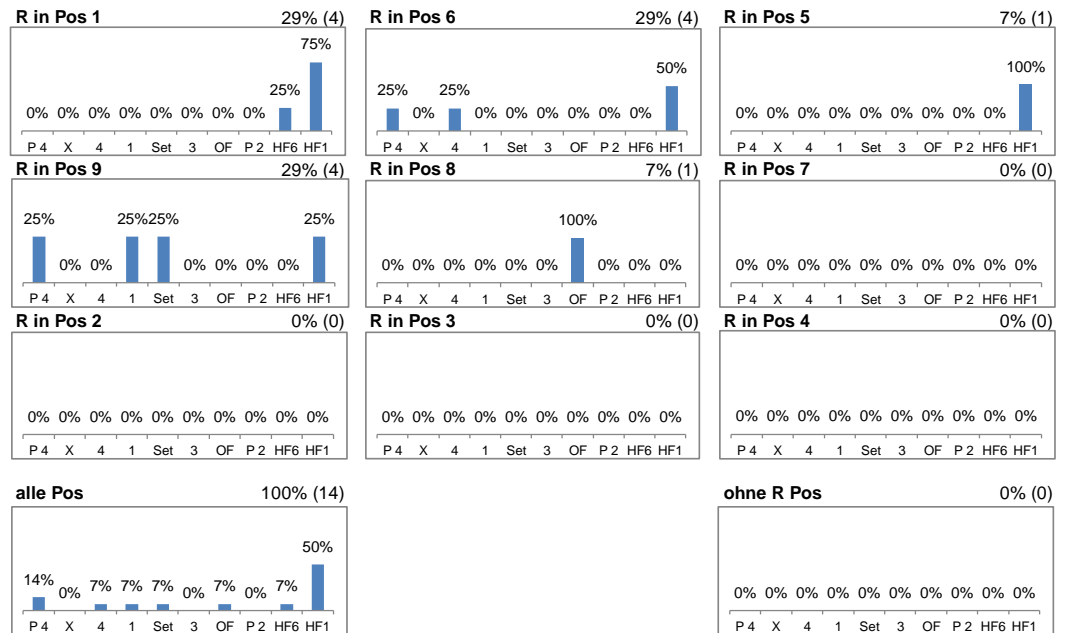 R in Pos 1 29% (4)
75%
25%
0% 0% 0% 0% 0% 0% 0% 0%
P 4 X 4 1 Set 3 OF P 2 HF6 HF1
R in Pos 6 29% (4)
50%
25% 25%
0% 0% 0% 0% 0% 0% 0%
P 4 X 4 1 Set 3 OF P 2 HF6 HF1
R in Pos 5 7% (1)
100%
0% 0% 0% 0% 0% 0% 0% 0% 0%
P 4 X 4 1 Set 3 OF P 2 HF6 HF1
R in Pos 9 29% (4)
25% 25% 25% 25%
0% 0% 0% 0% 0% 0%
P 4 X 4 1 Set 3 OF P 2 HF6 HF1
R in Pos 8 7% (1)
100%
0% 0% 0% 0% 0% 0% 0% 0% 0%
P 4 X 4 1 Set 3 OF P 2 HF6 HF1
R in Pos 7 0% (0)
0% 0% 0% 0% 0% 0% 0% 0% 0% 0%
P 4 X 4 1 Set 3 OF P 2 HF6 HF1
R in Pos 2 0% (0)
0% 0% 0% 0% 0% 0% 0% 0% 0% 0%
P 4 X 4 1 Set 3 OF P 2 HF6 HF1
R in Pos 3 0% (0)
0% 0% 0% 0% 0% 0% 0% 0% 0% 0%
P 4 X 4 1 Set 3 OF P 2 HF6 HF1
R in Pos 4 0% (0)
0% 0% 0% 0% 0% 0% 0% 0% 0% 0%
P 4 X 4 1 Set 3 OF P 2 HF6 HF1
alle Pos 100% (14)
50%
14% 0% 7% 7% 7% 0% 7% 0% 7%
P 4 X 4 1 Set 3 OF P 2 HF6 HF1
ohne R Pos 0% (0)
0% 0% 0% 0% 0% 0% 0% 0% 0% 0%
P 4 X 4 1 Set 3 OF P 2 HF6 HF1